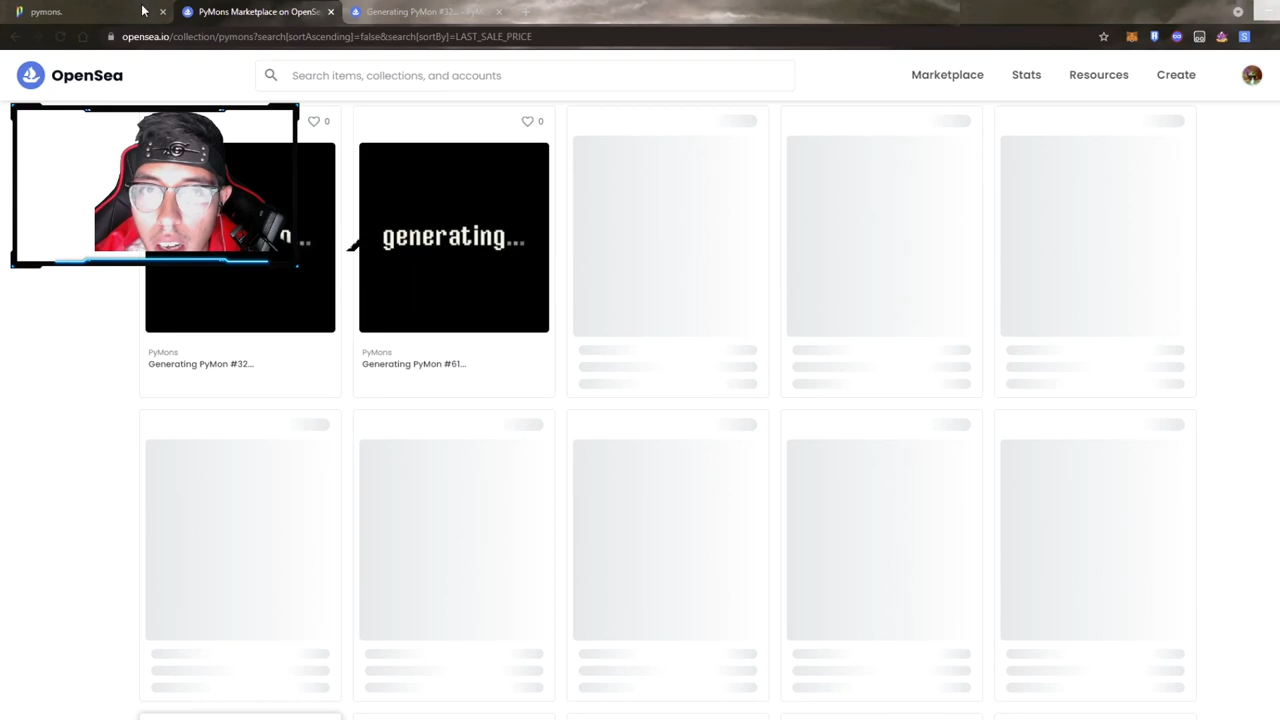 pymons.
PyMons Marketplace on OpenSe
Generating PyMon #32... - PyM
opensea.io/collection/pymons?search[sortAscending]=false&search[sortBy]=LAST_SALE_PRICE
OpenSea
Search items, collections, and accounts
Marketplace
Stats
Resources
Create
0
0
generating...
PyMons
Generating PyMon #32...
PyMons
Generating PyMon #61...